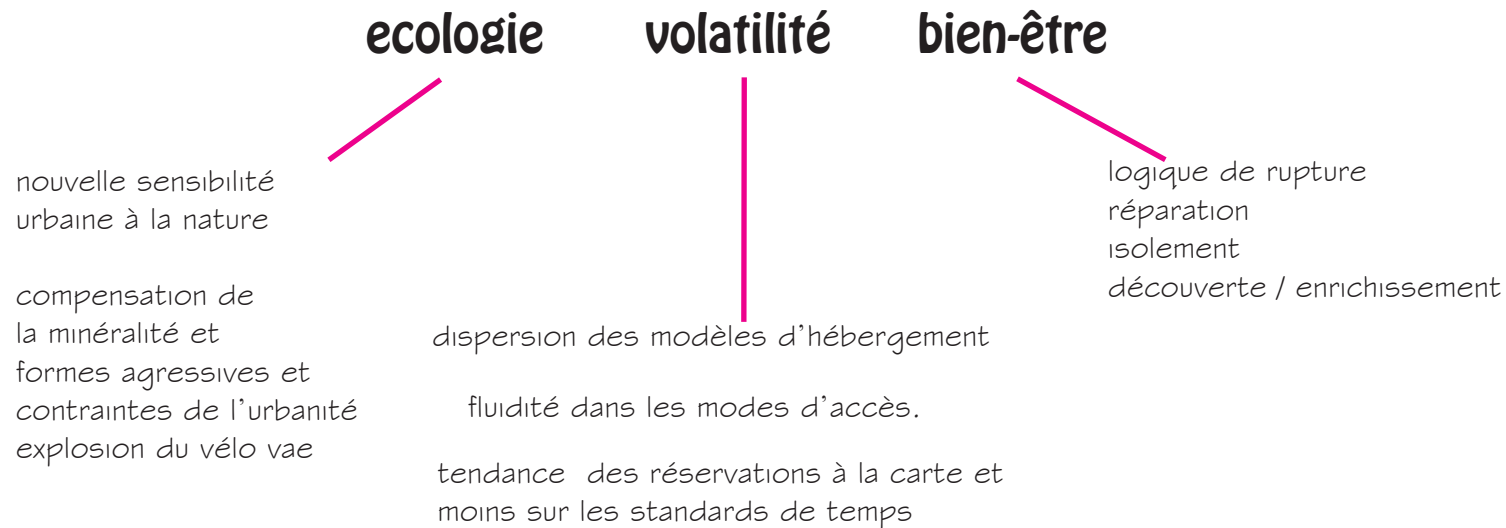 ecologie volatilité bien-être
nouvelle sensibilité
urbaine à la nature
compensation de
la minéralité et
formes agressives et
contraintes de l'urbanité
explosion du vélo vae
dispersion des modèles d'hébergement
fluidité dans les modes d'accès.
tendance des réservations à la carte et
moins sur les standards de temps
logique de rupture
réparation
isolement
découverte / enrichissement